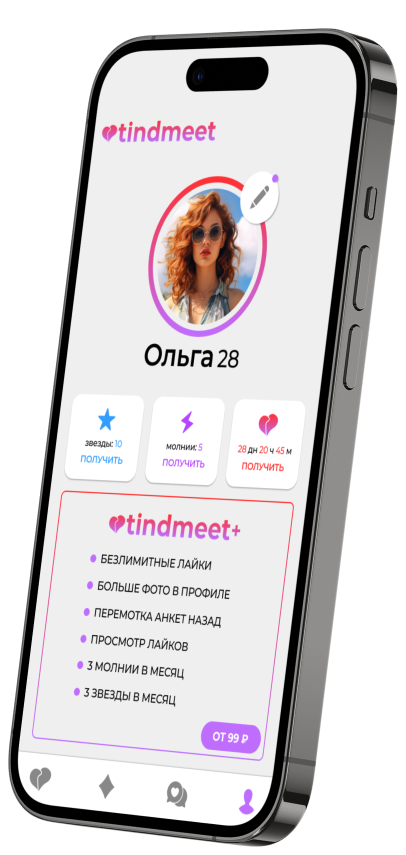 tindmeet
Ольга 28
звезды: 10
ПОЛУЧИТЬ
молнии: 5
ПОЛУЧИТЬ
28 дн 20 ч 45 м
ПОЛУЧИТЬ
tindmeet+
БЕЗЛИМИТНЫЕ ЛАЙКИ
БОЛЬШЕ ФОТО В ПРОФИЛЕ
ПЕРЕМОТКА АНКЕТ НАЗАД
ПРОСМОТР ЛАЙКОВ
3 МОЛНИИ В МЕСЯЦ
3 ЗВЕЗДЫ В МЕСЯЦ
ОТ 99 ₽